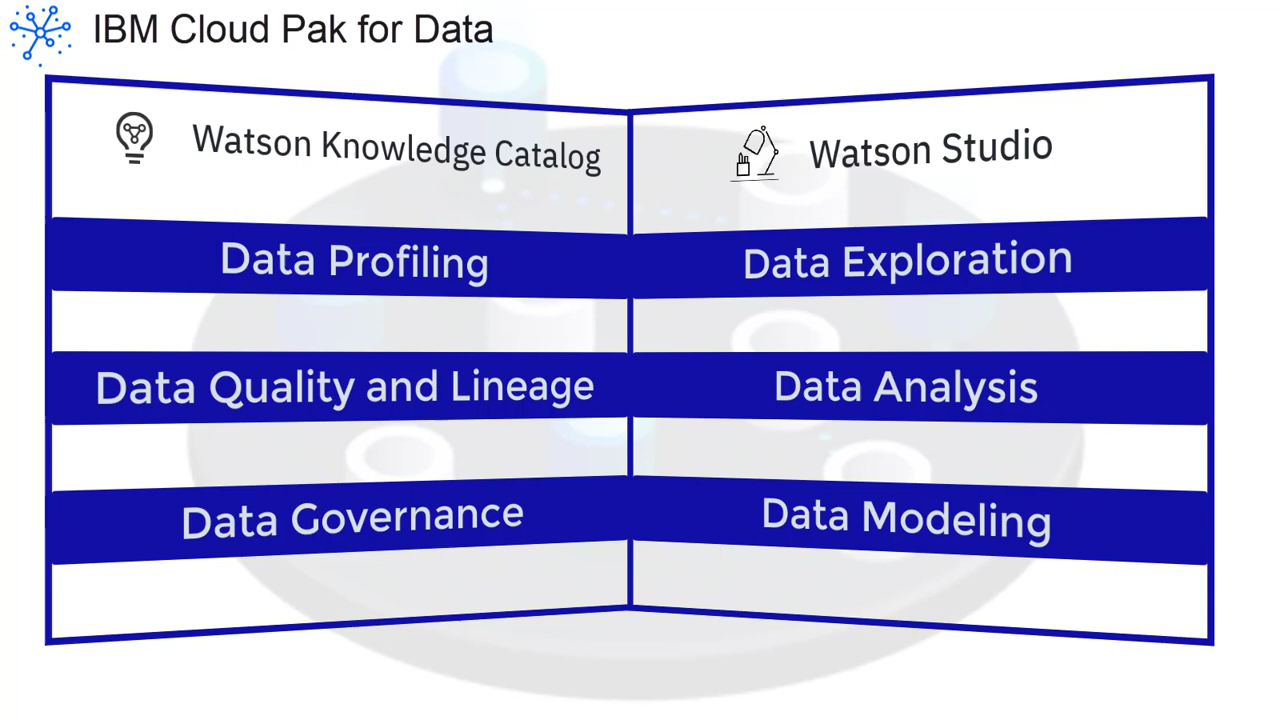 IBM Cloud Pak for Data
Watson Knowledge Catalog
Data Profiling
Data Quality and Lineage
Data Governance
Watson Studio
Data Exploration
Data Analysis
Data Modeling